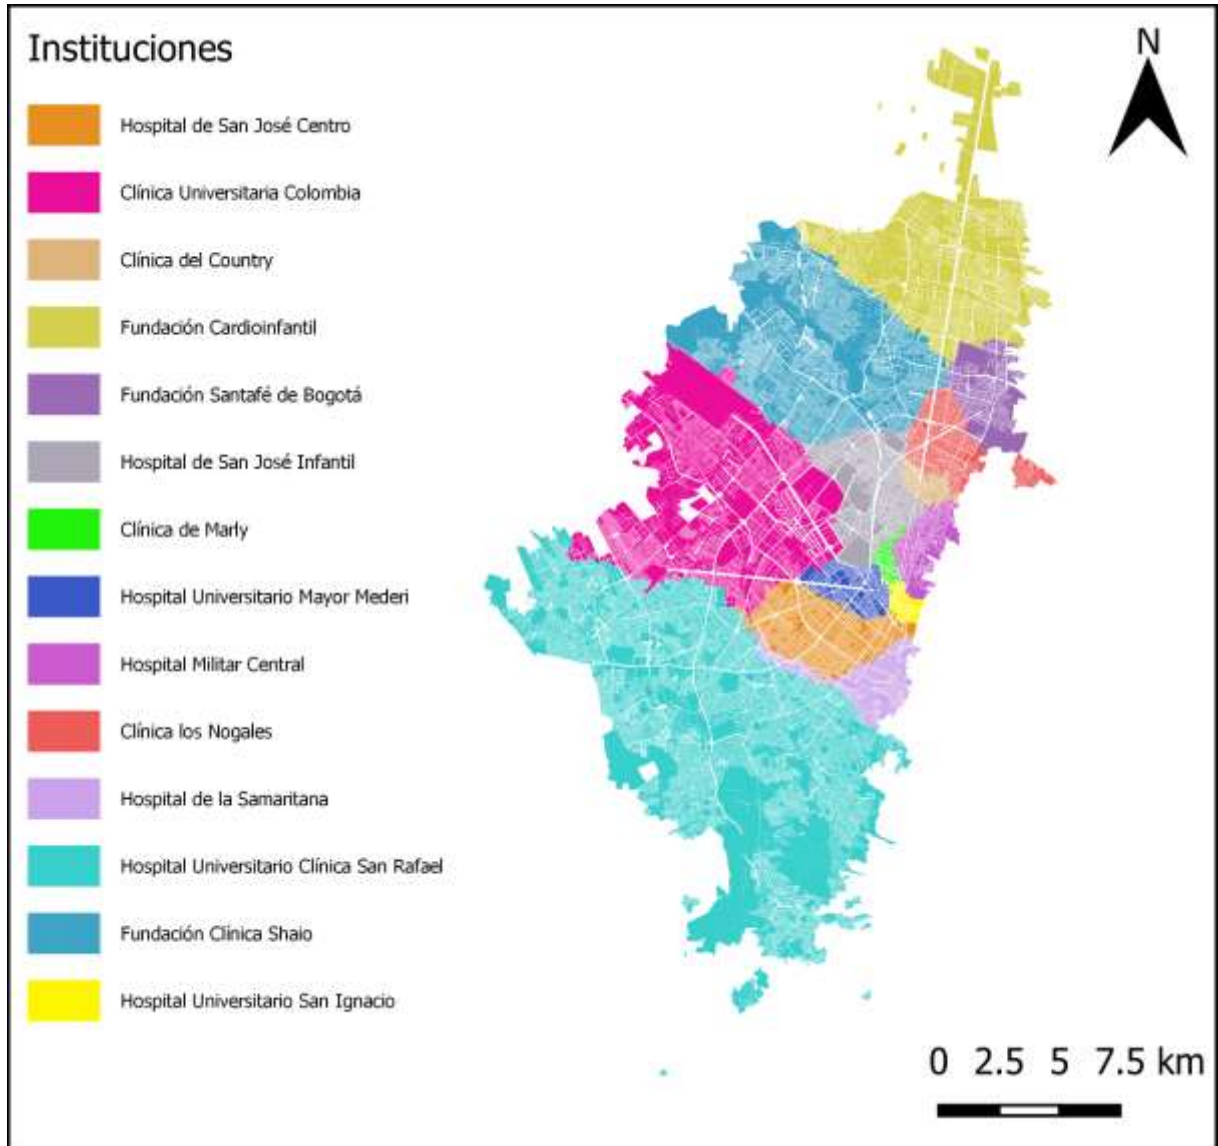 Instituciones
Hospital de San José Centro
Clínica Universitaria Colombia
Clínica del Country
Fundación Cardioinfantil
Fundación Santafé de Bogotá
Hospital de San José Infantil
Clínica de Marly
Hospital Universitario Mayor Mederi
Hospital Militar Central
Clínica los Nogales
Hospital de la Samaritana
Hospital Universitario Clínica San Rafael
Fundación Clínica Shaio
Hospital Universitario San Ignacio
N
0 2.5 5 7.5 km